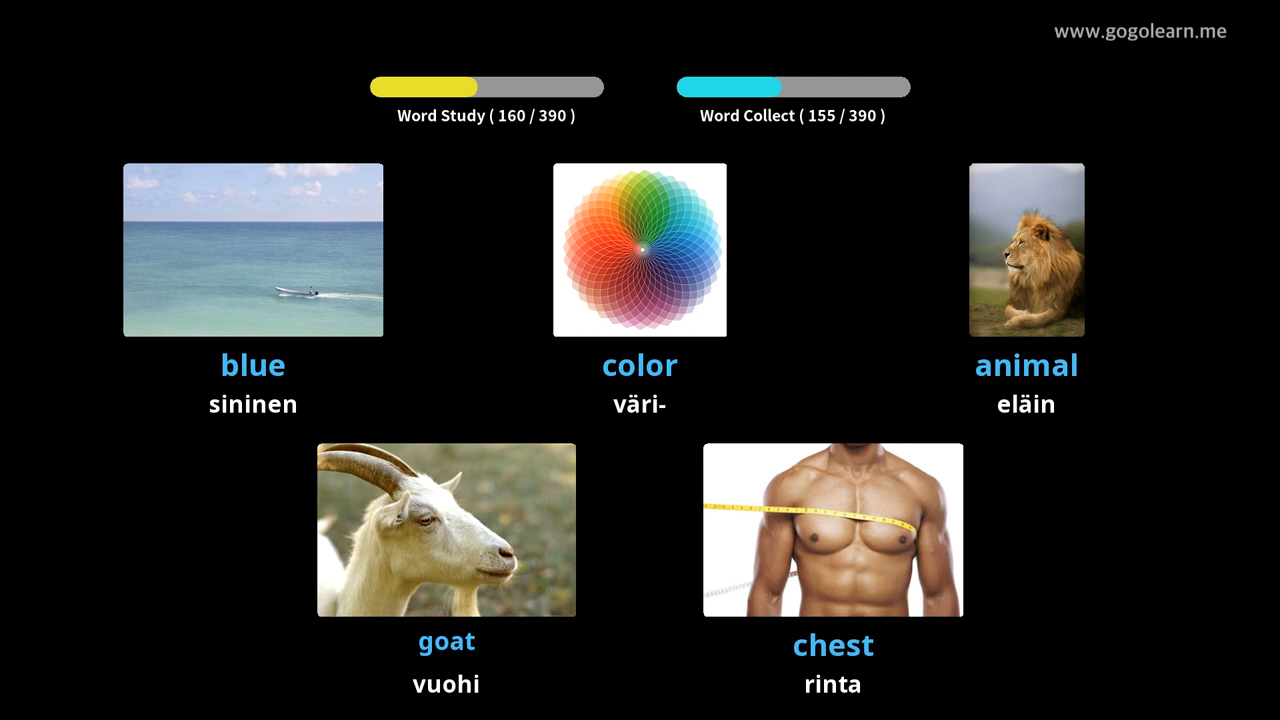 www.gogolearn.me
Word Study ( 160 / 390 )
Word Collect ( 155 / 390 )
blue
sininen
color
väri-
animal
eläin
goat
vuohi
chest
rinta